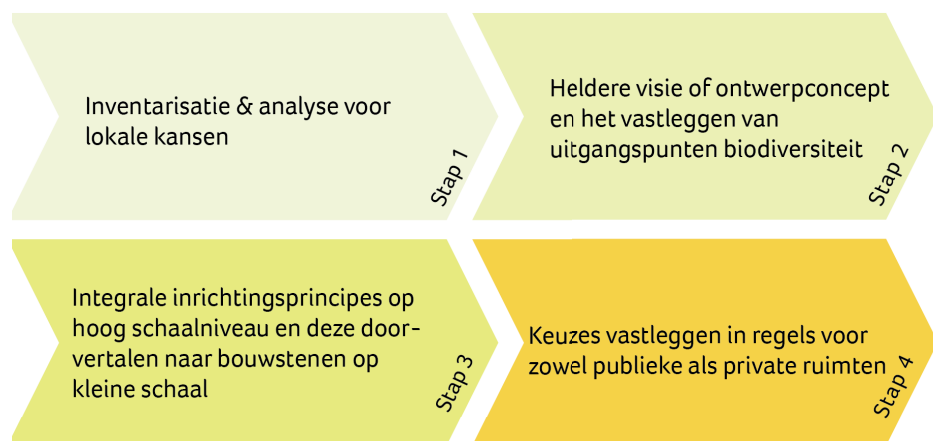 Inventarisatie & analyse voor
lokale kansen
Stap 1
Heldere visie of ontwerpconcept
en het vastleggen van
uitgangspunten biodiversiteit
Stap 2
Integrale inrichtingsprincipes op
hoog schaalniveau en deze door-
vertalen naar bouwstenen op
kleine schaal
Stap 3
Keuzes vastleggen in regels voor
zowel publieke als private ruimten
Stap 4